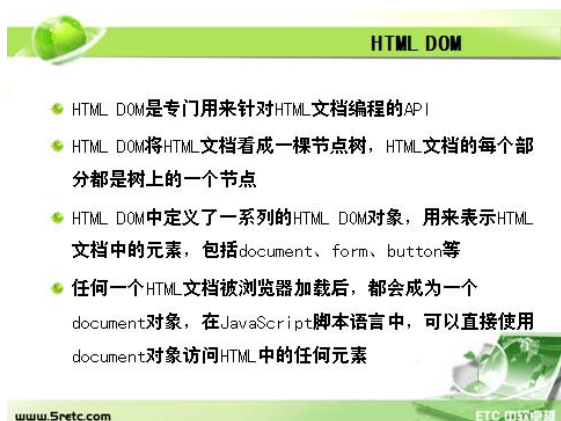 HTML DOM
HTML DOM是专门用来针对HTML文档编程的API
HTML DOM将HTML文档看成一棵节点树，HTML文档的每个部
分都是树上的一个节点
HTML DOM中定义了一系列的HTML DOM对象，用来表示HTML
文档中的元素，包括document、form、button等
任何一个HTML文档被浏览器加载后，都会成为一个
document对象，在JavaScript脚本语言中，可以直接使用
document对象访问HTML中的任何元素
www.5retc.com
ETC 中软卓越